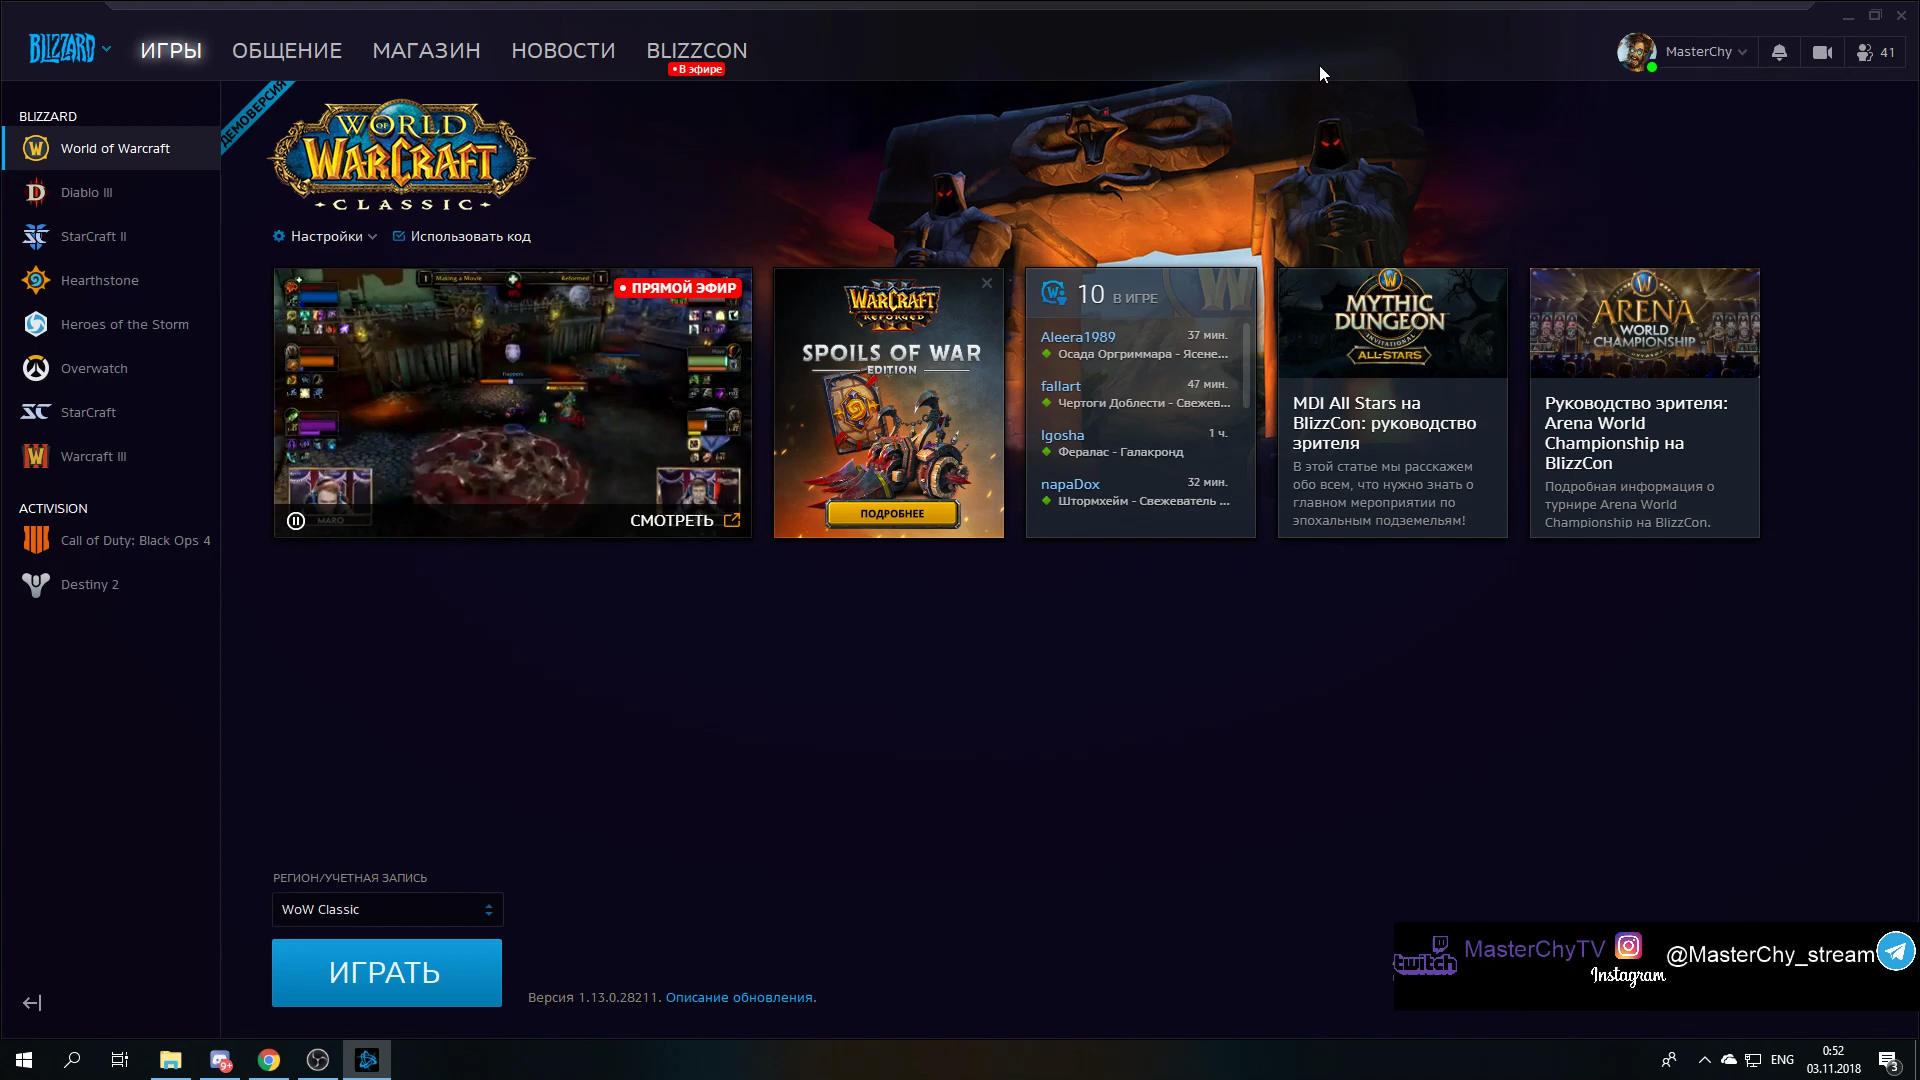 BLIZZARD
ИГРЫ
ОБЩЕНИЕ
МАГАЗИН
НОВОСТИ
BLIZZCON
• В эфире
MasterChy
41
BLIZZARD
World of Warcraft
Diablo III
StarCraft II
Hearthstone
Heroes of the Storm
Overwatch
StarCraft
Warcraft III
ACTIVISION
Call of Duty: Black Ops 4
Destiny 2
ДЕМОВЕРСИЯ
WORLD
OF
WARCRAFT
CLASSIC
Настройки
Использовать код
Making a Movie
Reformed
• ПРЯМОЙ ЭФИР
MARO
СМОТРЕТЬ
WARCRAFT
III
REFORGED
SPOILS OF WAR
EDITION
ПОДРОБНЕЕ
10 В ИГРЕ
Aleera1989
37 мин.
Осада Оргриммара - Ясене...
fallart
47 мин.
Чертоги Доблести - Свежев...
Igosha
1 ч.
Фералас - Галакронд
napaDox
32 мин.
Штормхейм - Свежеватель ...
MYTHIC
DUNGEON
INVITATIONAL
ALL-STARS
MDI All Stars на
BlizzCon: руководство
зрителя
В этой статье мы расскажем
обо всем, что нужно знать о
главном мероприятии по
эпохальным подземельям!
ARENA
WORLD
CHAMPIONSHIP
Руководство зрителя:
Arena World
Championship на
BlizzCon
Подробная информация о
турнире Arena World
Championship на BlizzCon.
РЕГИОН/УЧЕТНАЯ ЗАПИСЬ
WoW Classic
ИГРАТЬ
Версия 1.13.0.28211. Описание обновления.
twitch
MasterChyTV
Instagram
@MasterChy_stream
9+
ENG
0:52
03.11.2018
3